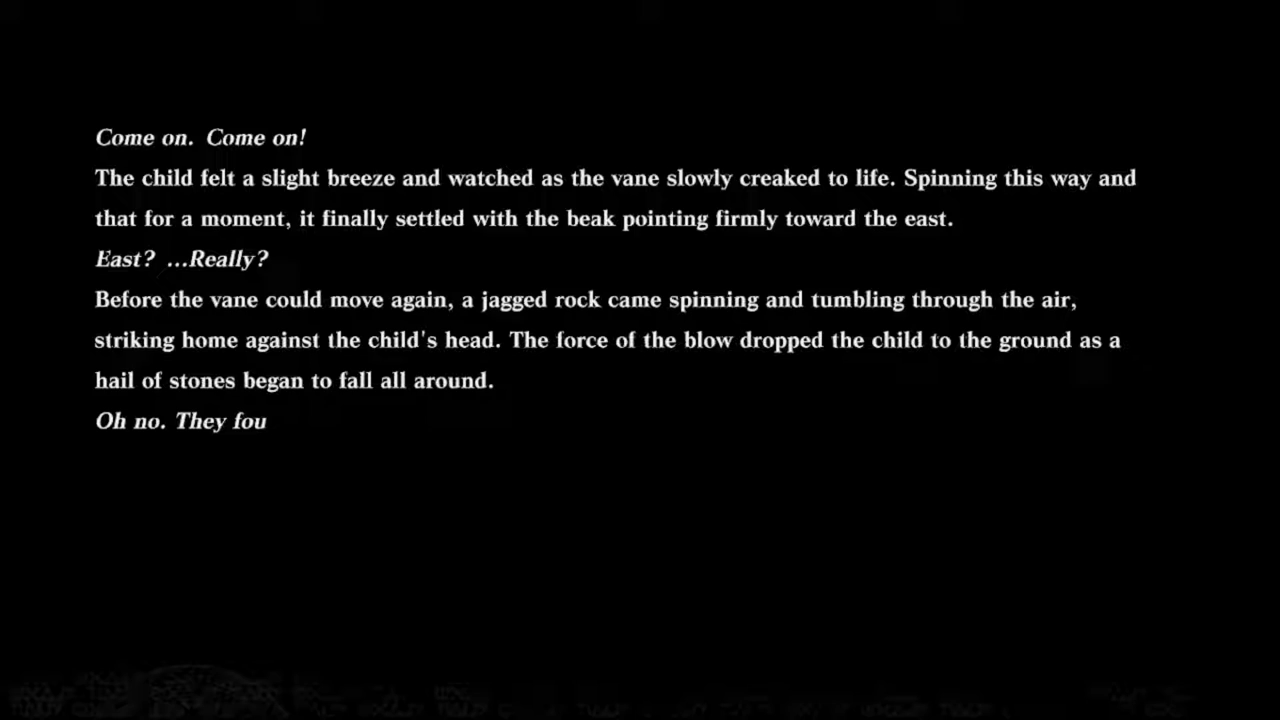 Come on. Come on!
The child felt a slight breeze and watched as the vane slowly creaked to life. Spinning this way and
that for a moment, it finally settled with the beak pointing firmly toward the east.
East? …Really?
Before the vane could move again, a jagged rock came spinning and tumbling through the air,
striking home against the child's head. The force of the blow dropped the child to the ground as a
hail of stones began to fall all around.
Oh no. They fou